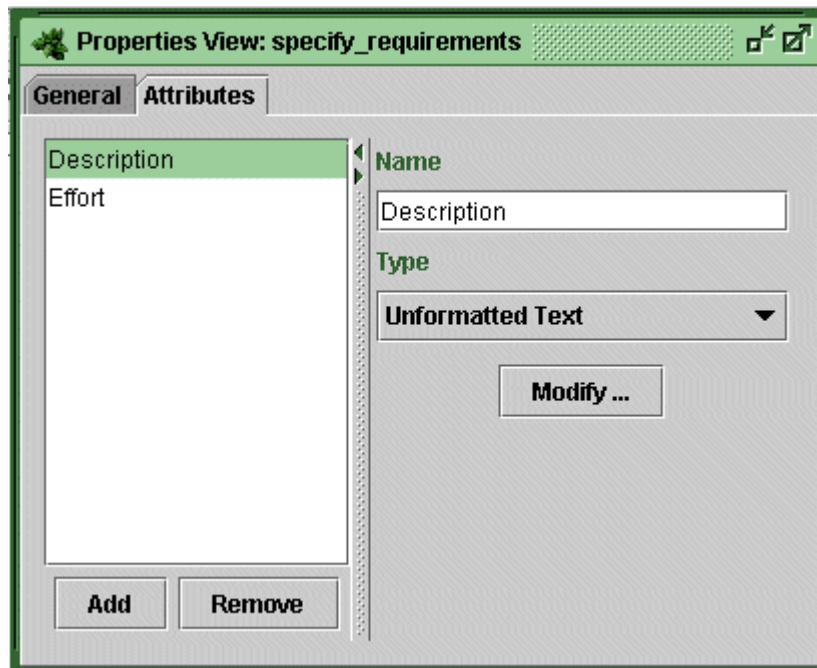 Properties View: specify_requirements
General Attributes
Description
Effort
Name
Description
Type
Unformatted Text
Modify ...
Add Remove